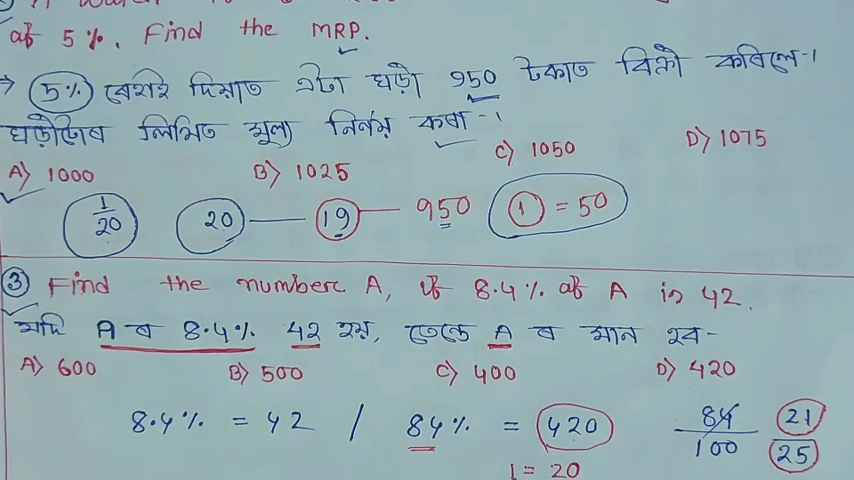 of 5%. Find the MRP.
→ 5% ৰেহাই দিয়াত এটা ঘড়ী 950 টকাত বিক্ৰী কৰিলে।
ঘড়ীটোৰ লিখিত মূল্য নিৰ্ণয় কৰা -।
A) 1000 B) 1025 C) 1050 D) 1075
1/20 20 — 19 — 950 1 = 50
3 Find the number A, if 8.4% of A is 42.
যদি A ৰ 8.4% 42 হয়, তেন্তে A ৰ মান হব-
A) 600 B) 500 C) 400 D) 420
8.4% = 42 / 84% = 420 84/100 21/25
1 = 20